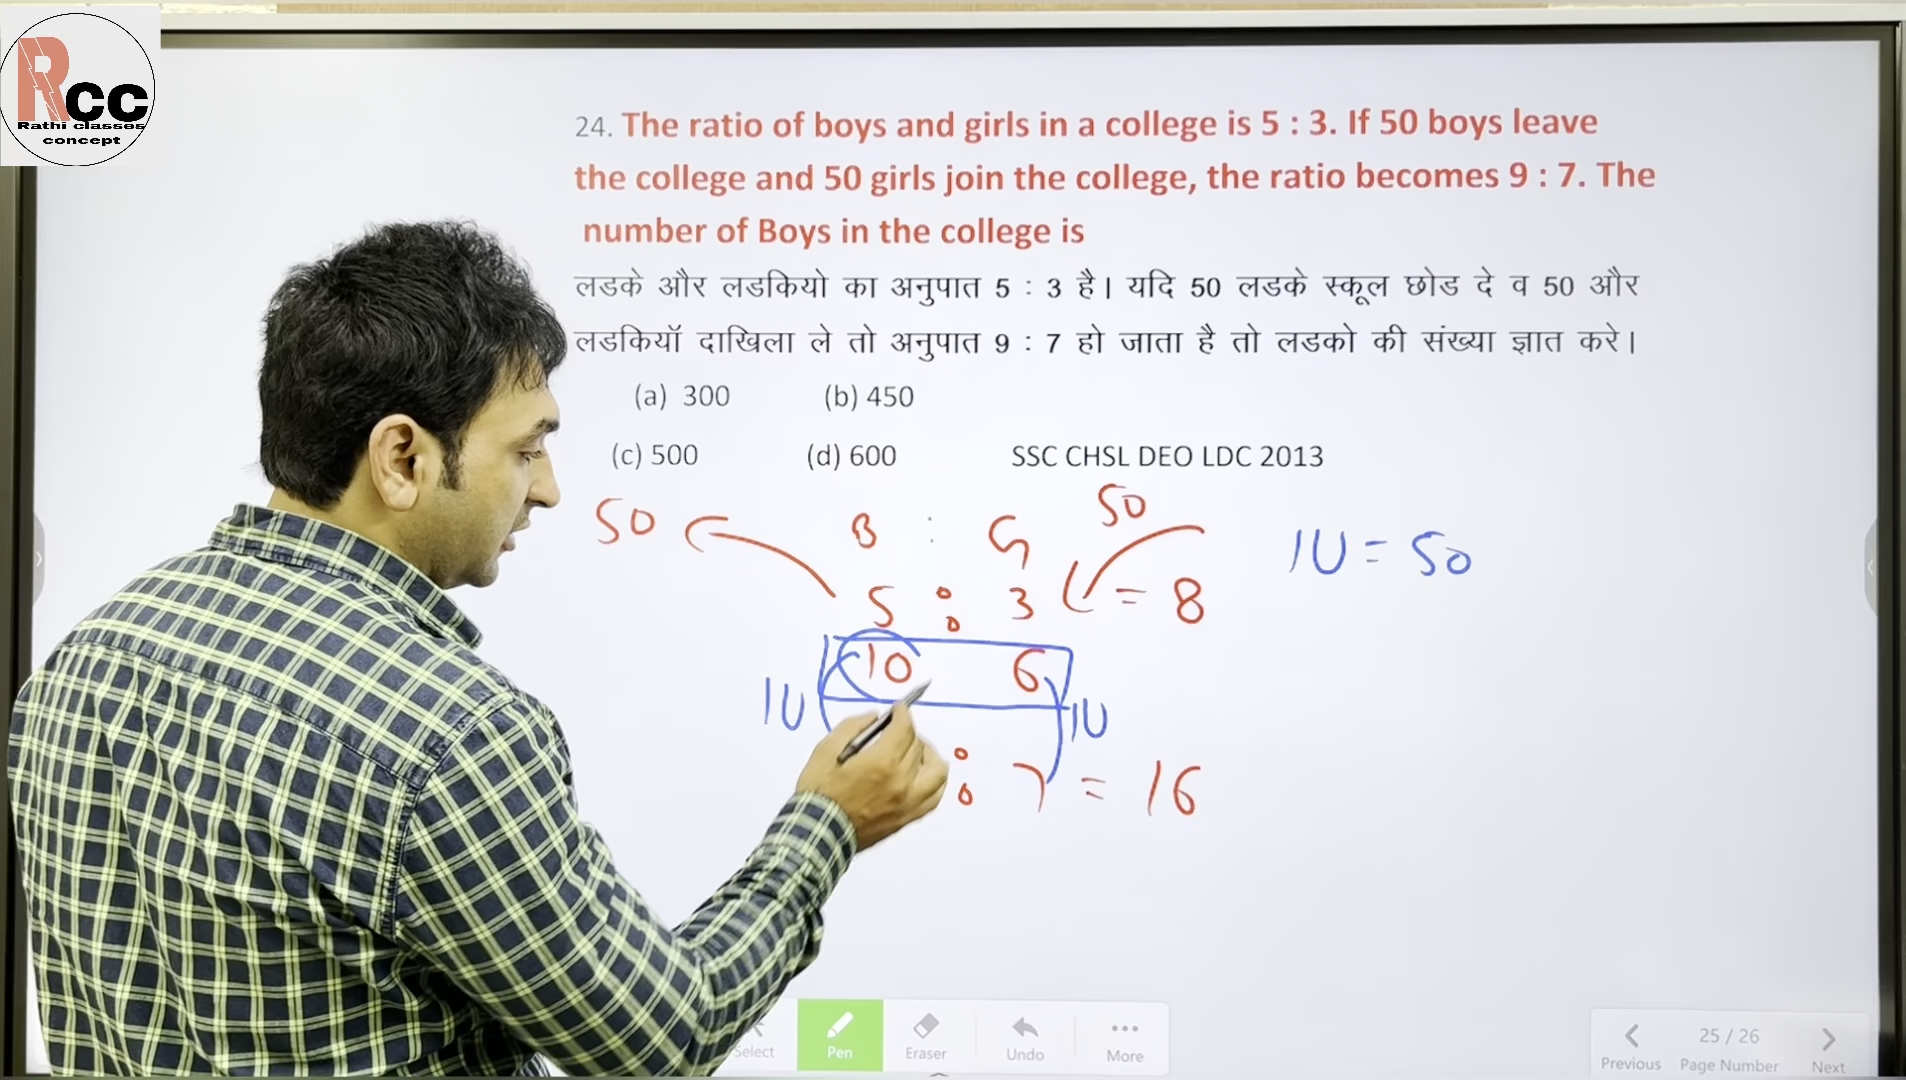 Rcc
Rathi classes
concept
24. The ratio of boys and girls in a college is 5 : 3. If 50 boys leave
the college and 50 girls join the college, the ratio becomes 9 : 7. The
number of Boys in the college is
लडके और लडकियो का अनुपात 5 : 3 है। यदि 50 लडके स्कूल छोड दे व 50 और
लडकियॉ दाखिला ले तो अनुपात 9 : 7 हो जाता है तो लडको की संख्या ज्ञात करे।
(a) 300 (b) 450
(c) 500 (d) 600 SSC CHSL DEO LDC 2013
50 B : G 50
1U = 50
5 : 3 = 8
10 6
1U 1U
: 7 = 16
Select Pen Eraser Undo More
25 / 26
Previous Page Number Next